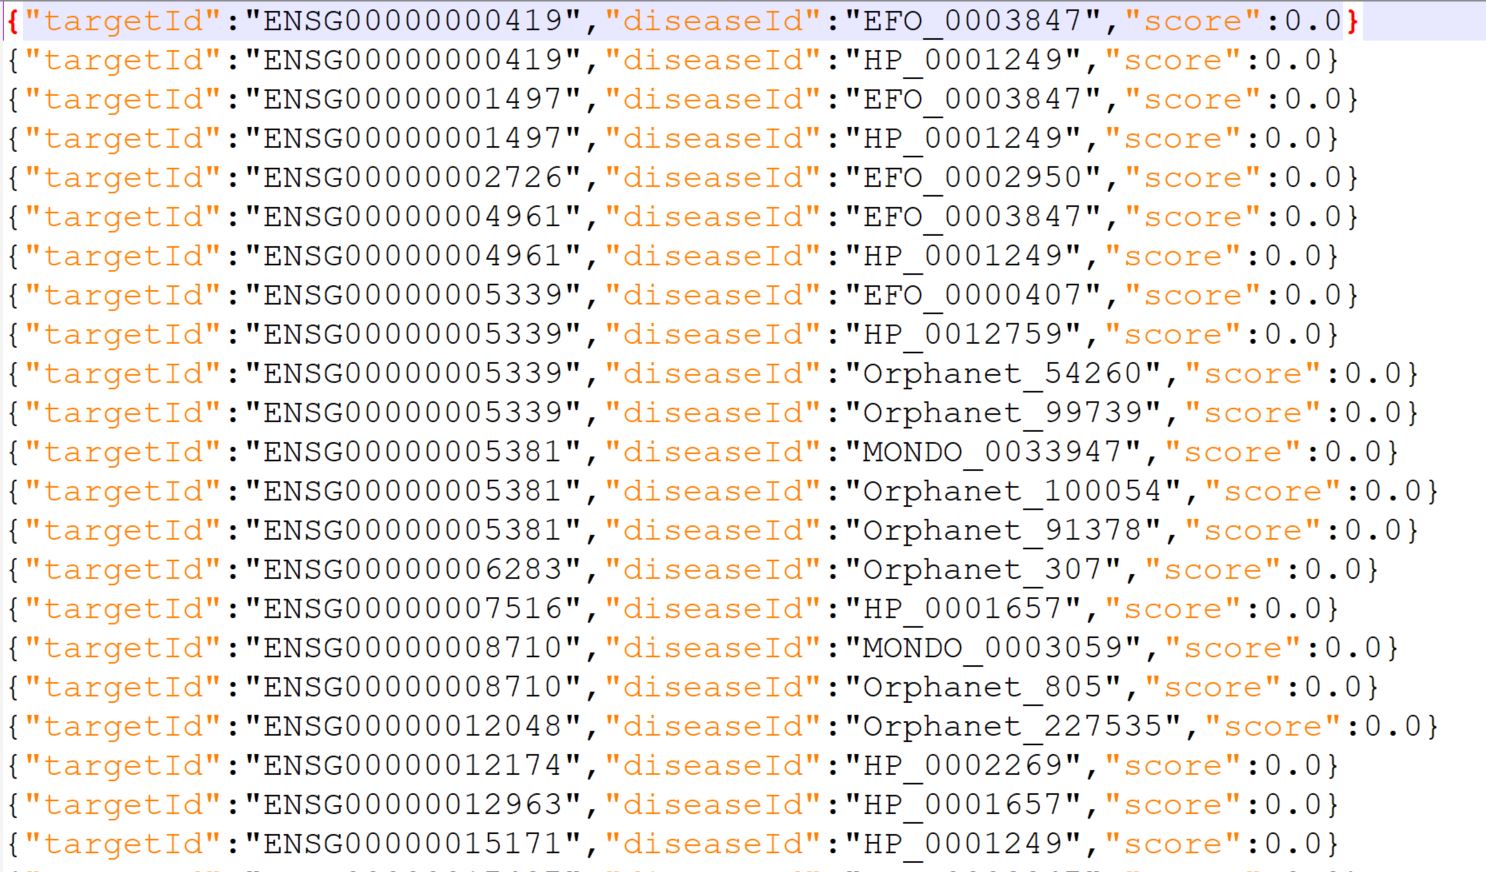 {"targetId":"ENSG00000000419","diseaseId":"EFO_0003847","score":0.0}
{"targetId":"ENSG00000000419","diseaseId":"HP_0001249","score":0.0}
{"targetId":"ENSG00000001497","diseaseId":"EFO_0003847","score":0.0}
{"targetId":"ENSG00000001497","diseaseId":"HP_0001249","score":0.0}
{"targetId":"ENSG00000002726","diseaseId":"EFO_0002950","score":0.0}
{"targetId":"ENSG00000004961","diseaseId":"EFO_0003847","score":0.0}
{"targetId":"ENSG00000004961","diseaseId":"HP_0001249","score":0.0}
{"targetId":"ENSG00000005339","diseaseId":"EFO_0000407","score":0.0}
{"targetId":"ENSG00000005339","diseaseId":"HP_0012759","score":0.0}
{"targetId":"ENSG00000005339","diseaseId":"Orphanet_54260","score":0.0}
{"targetId":"ENSG00000005339","diseaseId":"Orphanet_99739","score":0.0}
{"targetId":"ENSG00000005381","diseaseId":"MONDO_0033947","score":0.0}
{"targetId":"ENSG00000005381","diseaseId":"Orphanet_100054","score":0.0}
{"targetId":"ENSG00000005381","diseaseId":"Orphanet_91378","score":0.0}
{"targetId":"ENSG00000006283","diseaseId":"Orphanet_307","score":0.0}
{"targetId":"ENSG00000007516","diseaseId":"HP_0001657","score":0.0}
{"targetId":"ENSG00000008710","diseaseId":"MONDO_0003059","score":0.0}
{"targetId":"ENSG00000008710","diseaseId":"Orphanet_805","score":0.0}
{"targetId":"ENSG00000012048","diseaseId":"Orphanet_227535","score":0.0}
{"targetId":"ENSG00000012174","diseaseId":"HP_0002269","score":0.0}
{"targetId":"ENSG00000012963","diseaseId":"HP_0001657","score":0.0}
{"targetId":"ENSG00000015171","diseaseId":"HP_0001249","score":0.0}